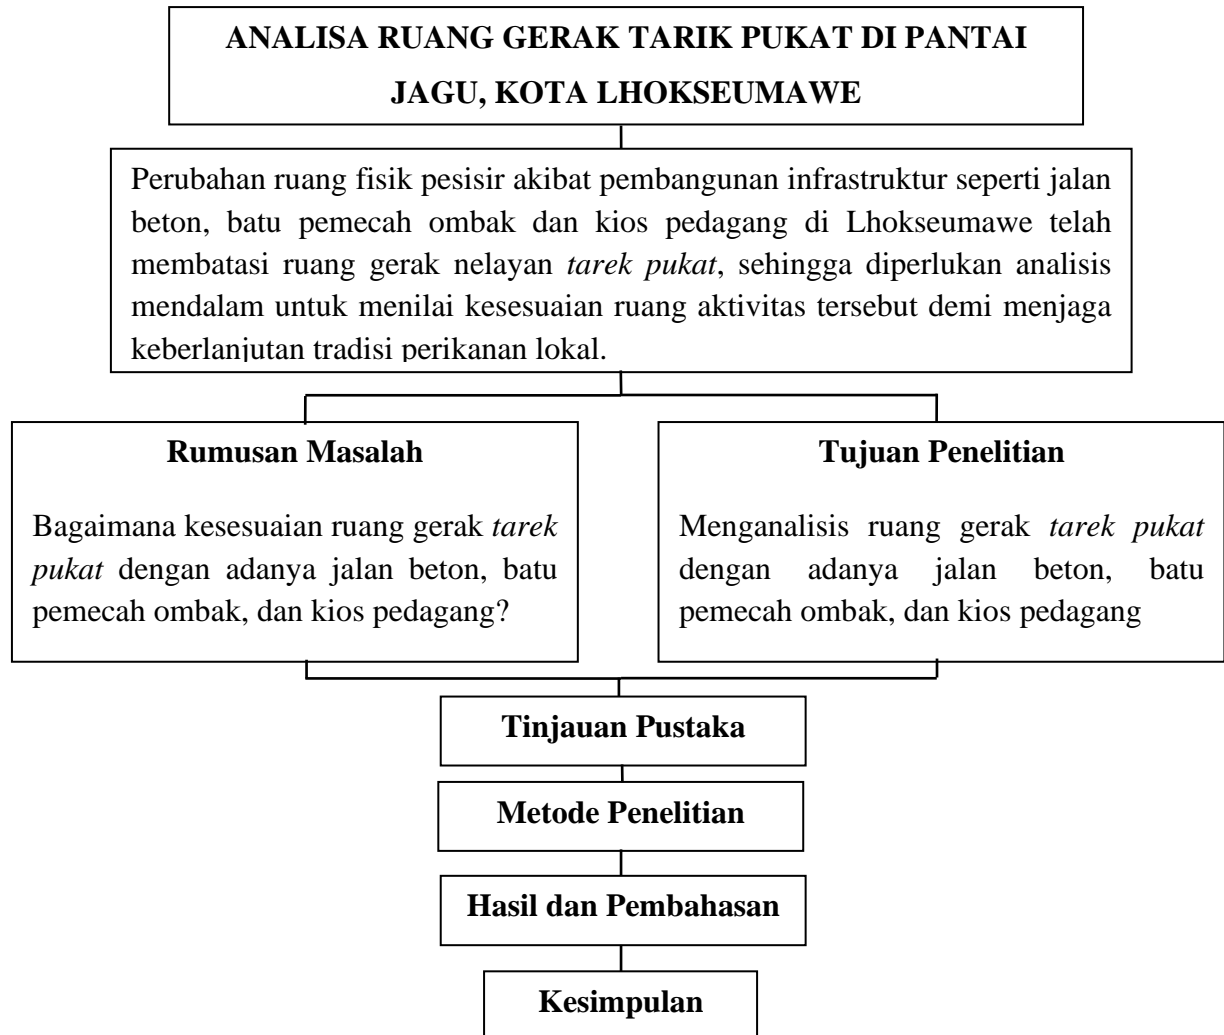 ANALISA RUANG GERAK TARIK PUKAT DI PANTAI
JAGU, KOTA LHOKSEUMAWE
Perubahan ruang fisik pesisir akibat pembangunan infrastruktur seperti jalan
beton, batu pemecah ombak dan kios pedagang di Lhokseumawe telah
membatasi ruang gerak nelayan tarek pukat, sehingga diperlukan analisis
mendalam untuk menilai kesesuaian ruang aktivitas tersebut demi menjaga
keberlanjutan tradisi perikanan lokal.
Rumusan Masalah
Bagaimana kesesuaian ruang gerak tarek
pukat dengan adanya jalan beton, batu
pemecah ombak, dan kios pedagang?
Tujuan Penelitian
Menganalisis ruang gerak tarek pukat
dengan adanya jalan beton, batu
pemecah ombak, dan kios pedagang
Tinjauan Pustaka
Metode Penelitian
Hasil dan Pembahasan
Kesimpulan